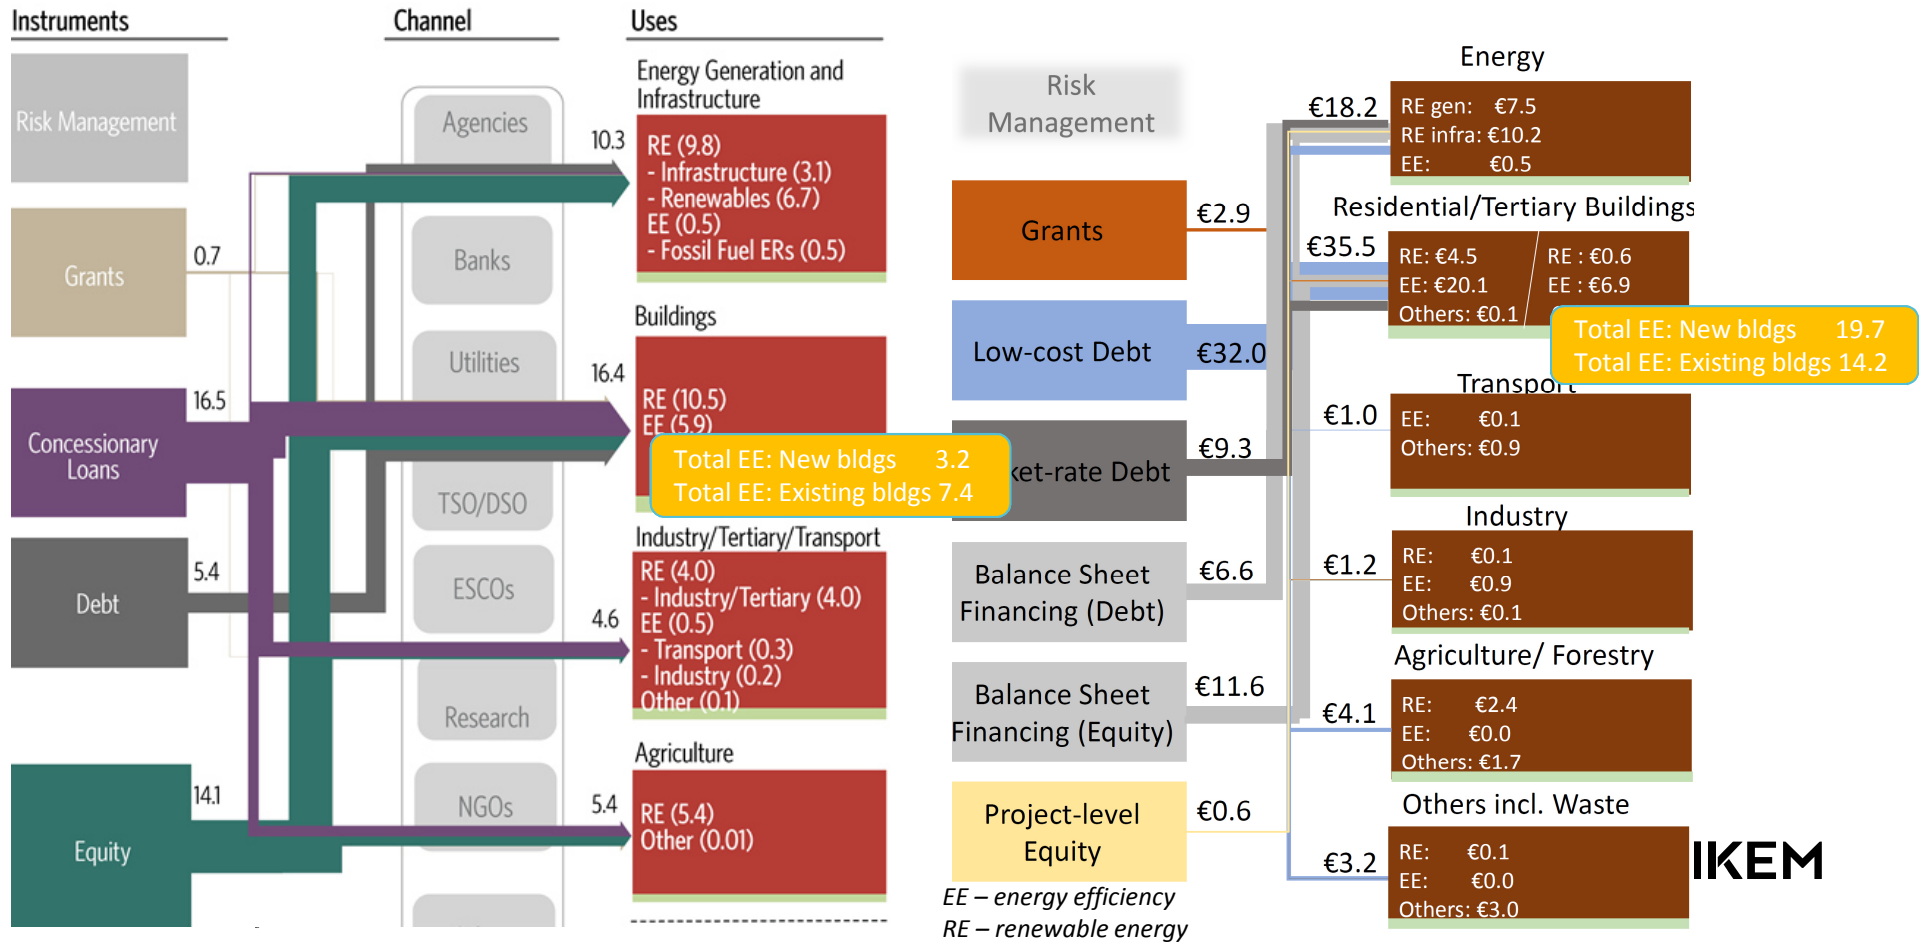 Instruments
Channel
Uses
Risk Management
Grants
0.7
Concessionary
Loans
16.5
Debt
5.4
Equity
14.1
Agencies
Banks
Utilities
TSO/DSO
ESCOs
Research
NGOs
10.3
Energy Generation and
Infrastructure
RE (9.8)
- Infrastructure (3.1)
- Renewables (6.7)
EE (0.5)
- Fossil Fuel ERs (0.5)
16.4
Buildings
RE (10.5)
EE (5.9)
Total EE: New bldgs 3.2
Total EE: Existing bldgs 7.4
4.6
Industry/Tertiary/Transport
RE (4.0)
- Industry/Tertiary (4.0)
EE (0.5)
- Transport (0.3)
- Industry (0.2)
Other (0.1)
5.4
Agriculture
RE (5.4)
Other (0.01)
Risk
Management
Grants
€2.9
Low-cost Debt
€32.0
ket-rate Debt
€9.3
Balance Sheet
Financing (Debt)
€6.6
Balance Sheet
Financing (Equity)
€11.6
Project-level
Equity
€0.6
EE – energy efficiency
RE – renewable energy
Energy
€18.2
RE gen: €7.5
RE infra: €10.2
EE: €0.5
Residential/Tertiary Buildings
€35.5
RE: €4.5
EE: €20.1
Others: €0.1
RE : €0.6
EE : €6.9
Total EE: New bldgs 19.7
Total EE: Existing bldgs 14.2
Transport
€1.0
EE: €0.1
Others: €0.9
Industry
€1.2
RE: €0.1
EE: €0.9
Others: €0.1
Agriculture/ Forestry
€4.1
RE: €2.4
EE: €0.0
Others: €1.7
Others incl. Waste
€3.2
RE: €0.1
EE: €0.0
Others: €3.0
IKEM